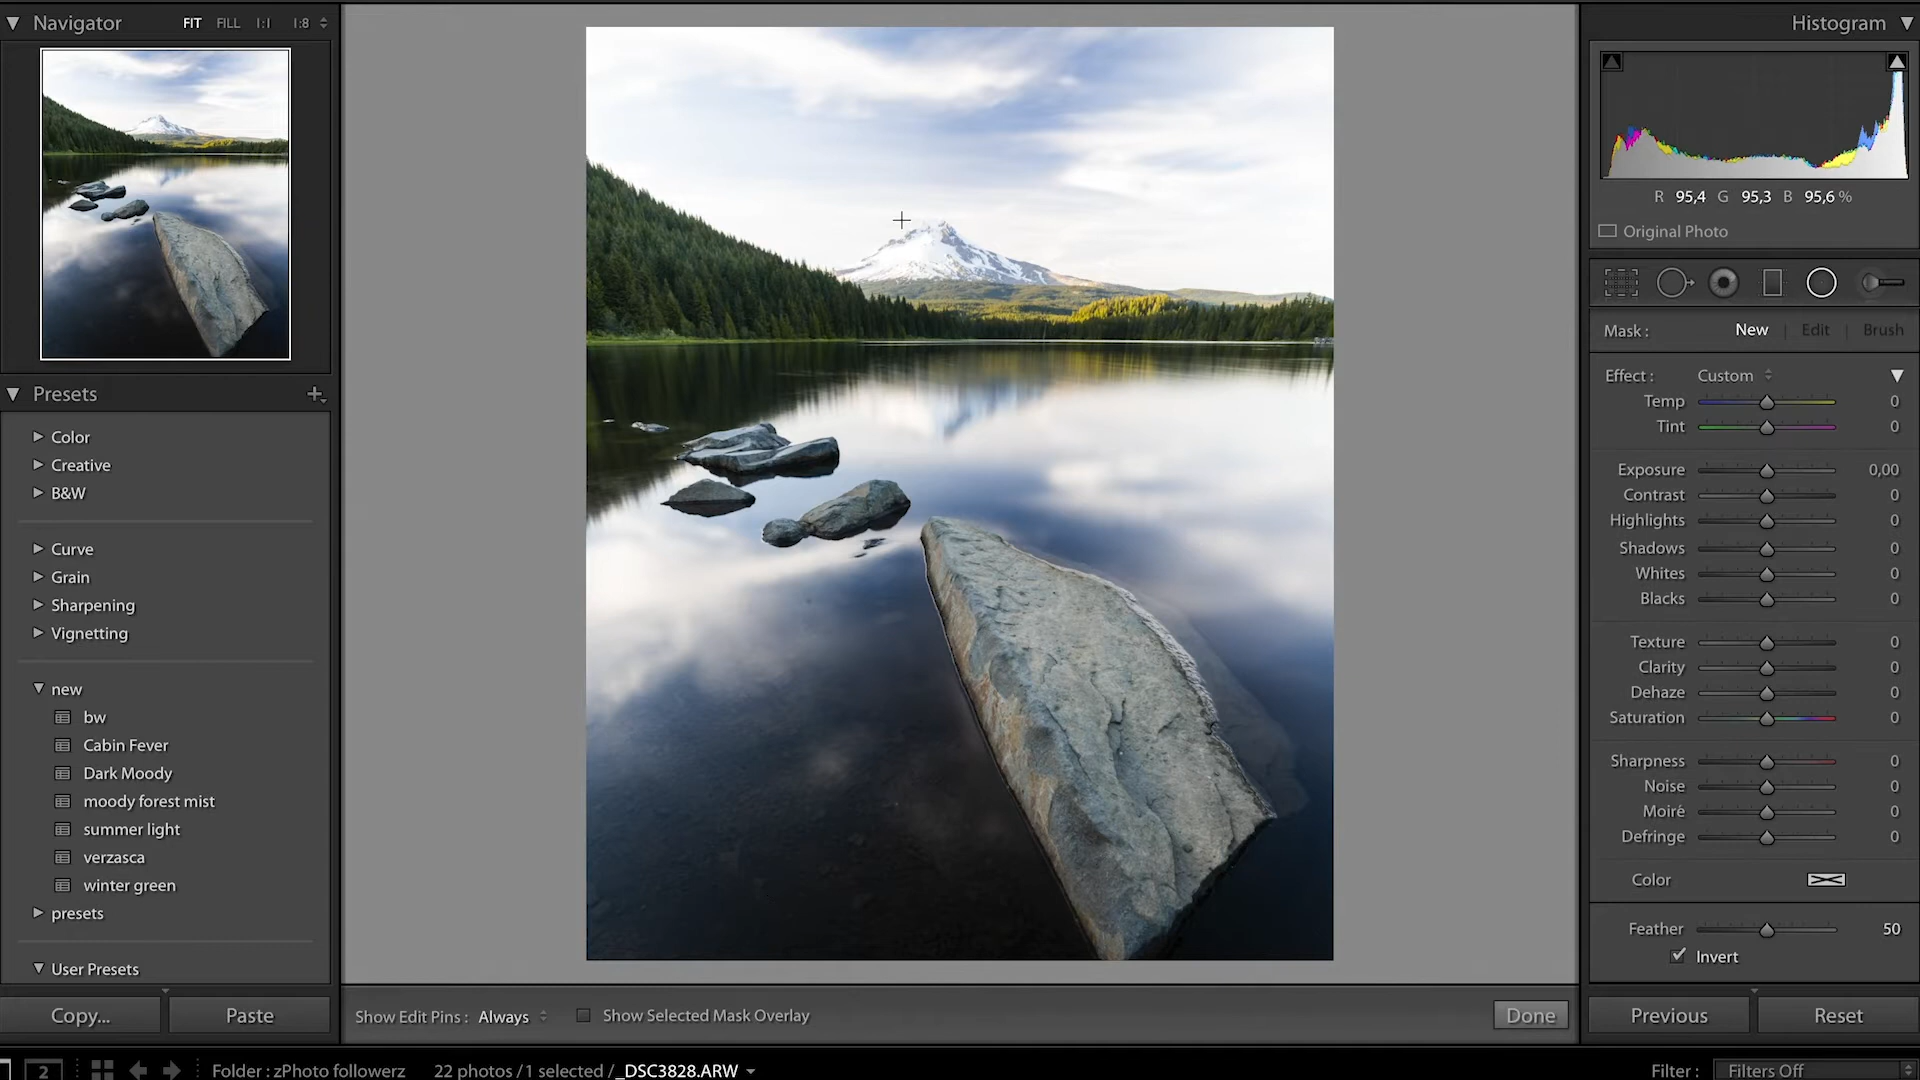 Navigator FIT FILL 1:1 1:8
Presets
Color
Creative
B&W
Curve
Grain
Sharpening
Vignetting
new
bw
Cabin Fever
Dark Moody
moody forest mist
summer light
verzasca
winter green
presets
User Presets
Copy... Paste
Show Edit Pins : Always Show Selected Mask Overlay Done
Histogram
R 95,4 G 95,3 B 95,6 %
Original Photo
Mask : New | Edit | Brush
Effect : Custom
Temp 0
Tint 0
Exposure 0,00
Contrast 0
Highlights 0
Shadows 0
Whites 0
Blacks 0
Texture 0
Clarity 0
Dehaze 0
Saturation 0
Sharpness 0
Noise 0
Moiré 0
Defringe 0
Color
Feather 50
Invert
Previous Reset
2 Folder : zPhoto followerz 22 photos / 1 selected / _DSC3828.ARW Filter : Filters Off